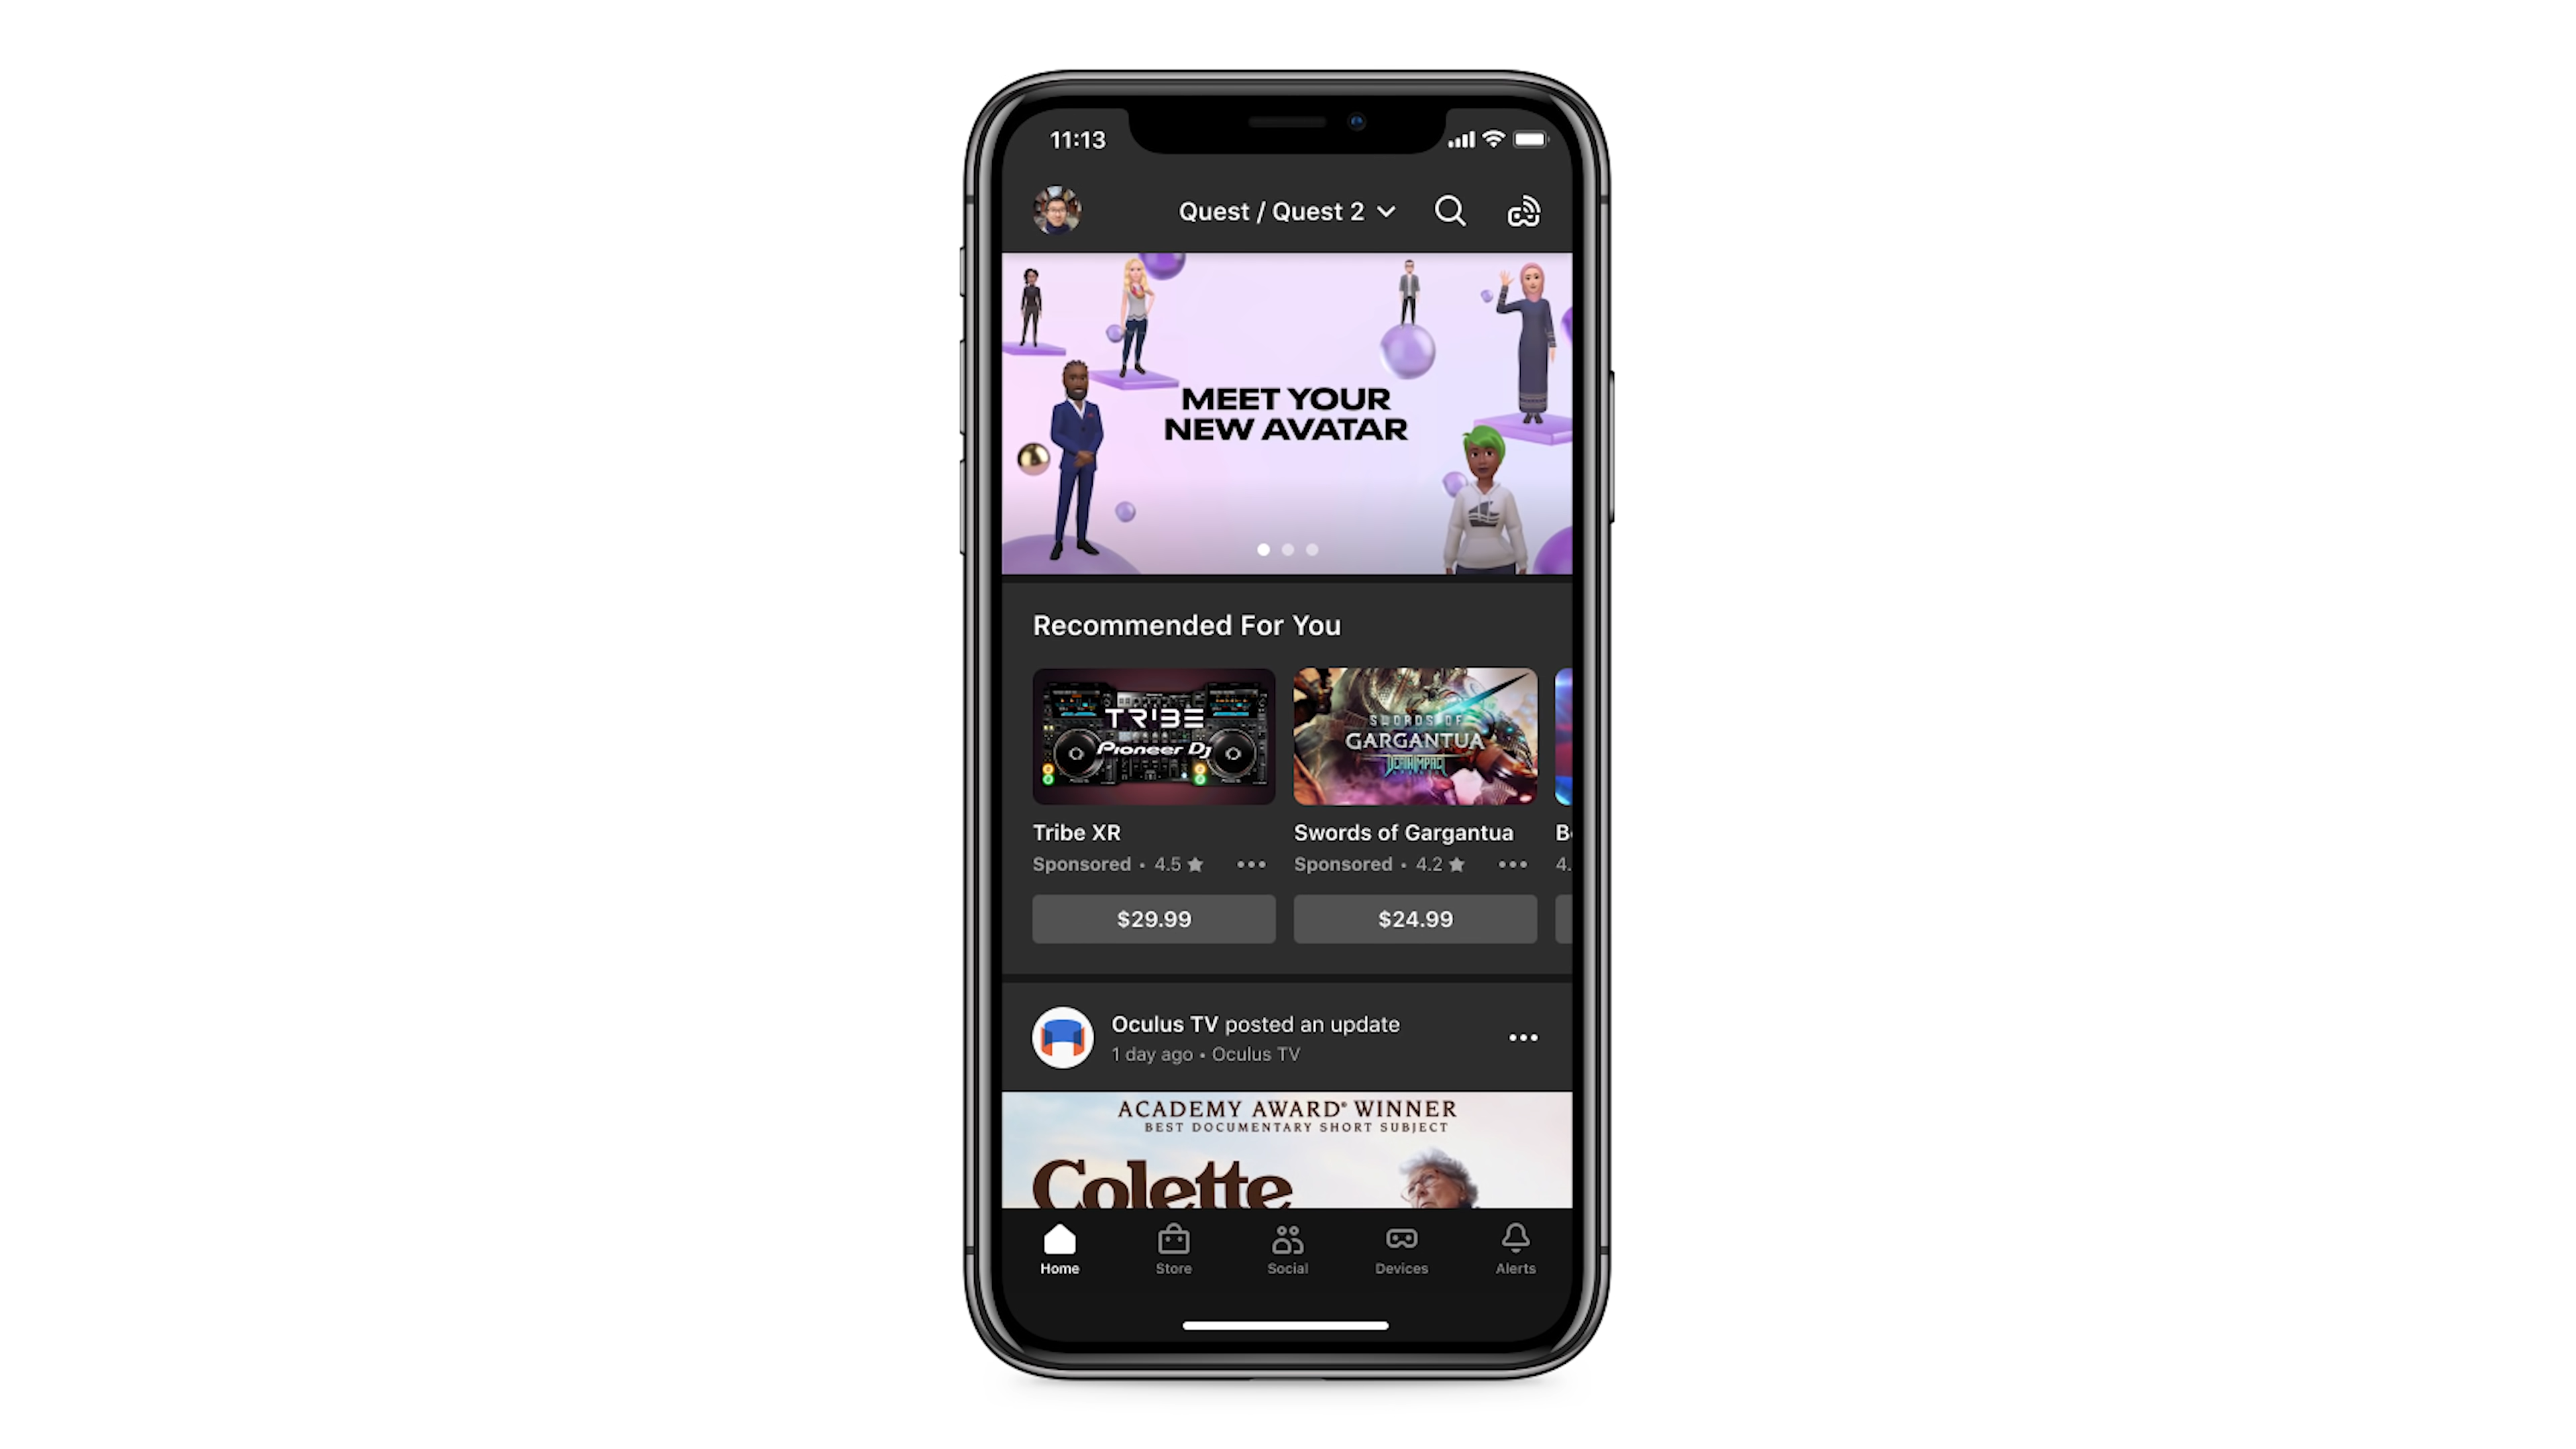 11:13
Quest / Quest 2
MEET YOUR
NEW AVATAR
Recommended For You
TRIBE
Pioneer Dj
SWORDS OF
GARGANTUA
DEATHIMPACT
Tribe XR
Sponsored • 4.5 ★
$29.99
Swords of Gargantua
Sponsored • 4.2 ★
$24.99
4.
Oculus TV posted an update
1 day ago • Oculus TV
ACADEMY AWARD® WINNER
BEST DOCUMENTARY SHORT SUBJECT
Colette
Home
Store
Social
Devices
Alerts